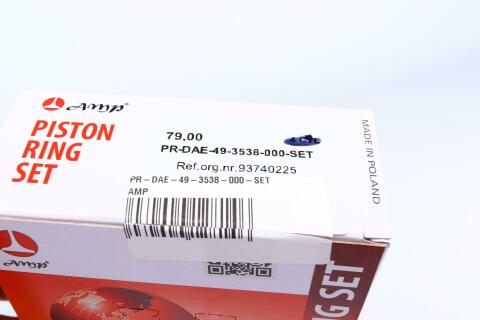 AMP®
PISTON
RING
SET
79,00
PR-DAE-49-3538-000-SET
Ref.org.nr.93740225
PR-DAE-49-3538-000-SET
AMP
MADE IN POLAND
AMP®
RING SET